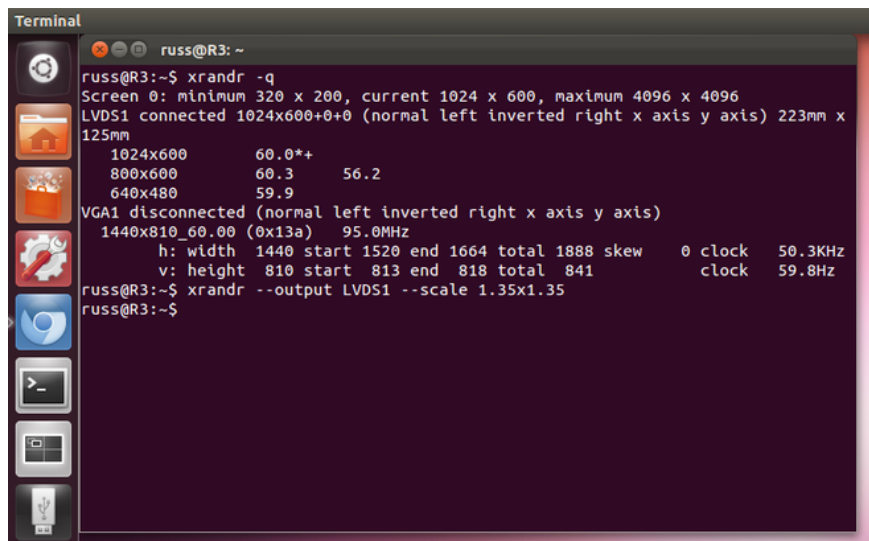 Terminal
russ@R3: ~
russ@R3:~$ xrandr -q
Screen 0: minimum 320 x 200, current 1024 x 600, maximum 4096 x 4096
LVDS1 connected 1024x600+0+0 (normal left inverted right x axis y axis) 223mm x
125mm
   1024x600       60.0*+
   800x600        60.3     56.2
   640x480        59.9
VGA1 disconnected (normal left inverted right x axis y axis)
  1440x810_60.00 (0x13a)   95.0MHz
        h: width  1440 start 1520 end 1664 total 1888 skew    0 clock   50.3KHz
        v: height  810 start  813 end  818 total  841           clock   59.8Hz
russ@R3:~$ xrandr --output LVDS1 --scale 1.35x1.35
russ@R3:~$